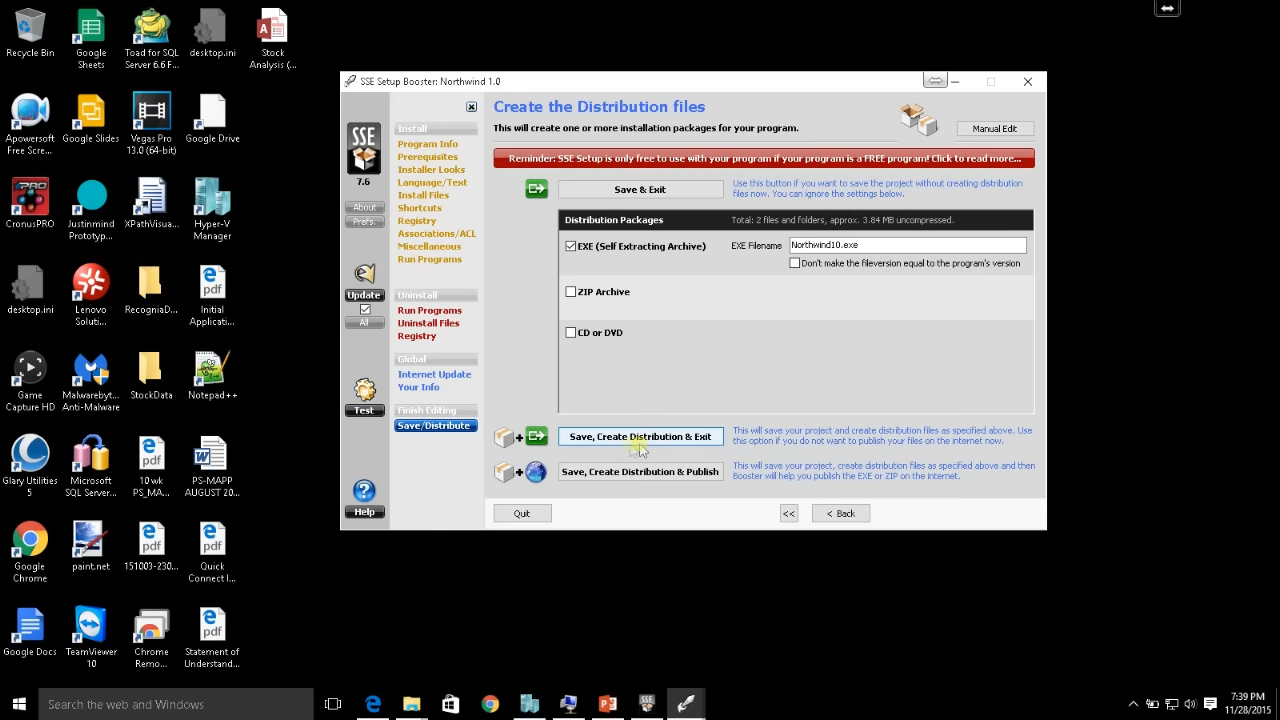 Recycle Bin
Google Sheets
Toad for SQL Server 6.6 F...
desktop.ini
Stock Analysis (...
Apowersoft Free Scre...
Google Slides
Vegas Pro 13.0 (64-bit)
Google Drive
CronusPRO
Justinmind Prototyp...
XPathVisua...
Hyper-V Manager
desktop.ini
Lenovo Soluti...
RecogniaD...
Initial Applicati...
Game Capture HD
Malwarebyt... Anti-Malware
StockData
Notepad++
Glary Utilities 5
Microsoft SQL Server...
10 wk PS_MA...
PS-MAPP AUGUST 20...
Google Chrome
paint.net
151003-230...
Quick Connect I...
Google Docs
TeamViewer 10
Chrome Remo...
Statement of Understand...
SSE Setup Booster: Northwind 1.0
SSE
7.6
About
Prefs.
Update
All
Test
Help
Install
Program Info
Prerequisites
Installer Looks
Language/Text
Install Files
Shortcuts
Registry
Associations/ACL
Miscellaneous
Run Programs
Uninstall
Run Programs
Uninstall Files
Registry
Global
Internet Update
Your Info
Finish Editing
Save/Distribute
Create the Distribution files
This will create one or more installation packages for your program.
Manual Edit
Reminder: SSE Setup is only free to use with your program if your program is a FREE program! Click to read more...
Save & Exit
Use this button if you want to save the project without creating distribution
files now. You can ignore the settings below.
Distribution Packages
Total: 2 files and folders, approx. 3.84 MB uncompressed.
EXE (Self Extracting Archive)
EXE Filename
Northwind10.exe
Don't make the fileversion equal to the program's version
ZIP Archive
CD or DVD
Save, Create Distribution & Exit
This will save your project and create distribution files as specified above. Use
this option if you do not want to publish your files on the internet now.
Save, Create Distribution & Publish
This will save your project, create distribution files as specified above and then
Booster will help you publish the EXE or ZIP on the internet.
Quit
<<
< Back
Search the web and Windows
7:39 PM
11/28/2015